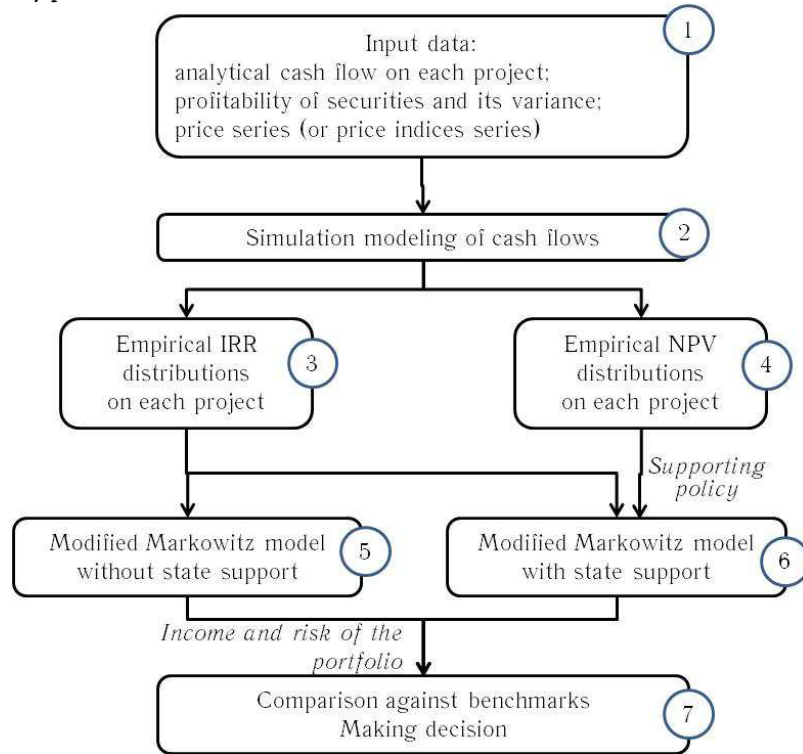 1
Input data:
analytical cash flow on each project;
profitability of securities and its variance;
price series (or price indices series)
Simulation modeling of cash flows
2
Empirical IRR
distributions
on each project
3
Empirical NPV
distributions
on each project
4
Supporting
policy
Modified Markowitz model
without state support
5
Modified Markowitz model
with state support
6
Income and risk of the
portfolio
Comparison against benchmarks
Making decision
7